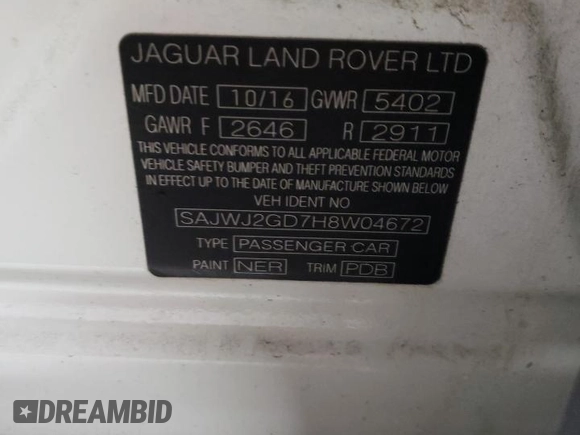 JAGUAR LAND ROVER LTD
MFD DATE 10/16 GVWR 5402
GAWR F 2646 R 2911
THIS VEHICLE CONFORMS TO ALL APPLICABLE FEDERAL MOTOR
VEHICLE SAFETY BUMPER AND THEFT PREVENTION STANDARDS
IN EFFECT UP TO THE DATE OF MANUFACTURE SHOWN BELOW
VEH IDENT NO
SAJWJ2GD7H8W04672
TYPE PASSENGER CAR
PAINT NER TRIM PDB
DREAMBID